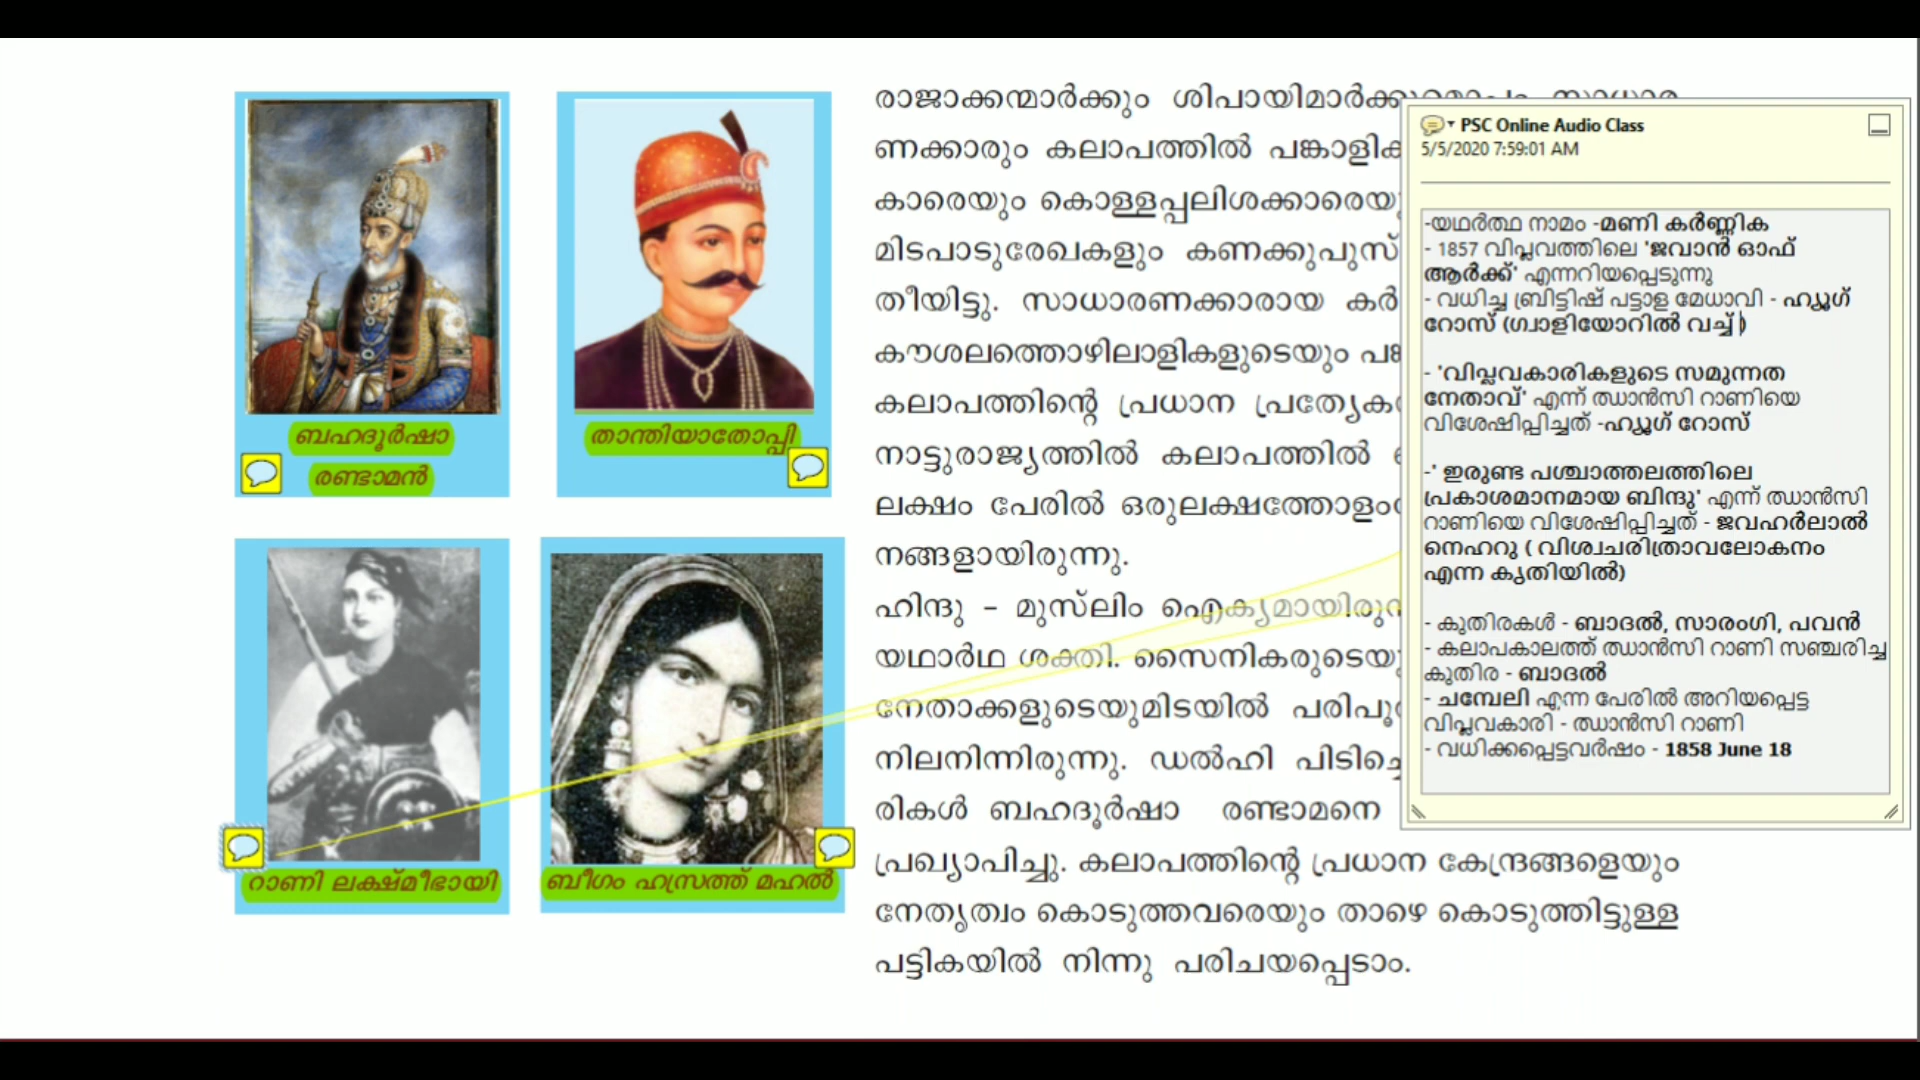 ബഹദൂർഷാ
രണ്ടാമൻ
താന്തിയാതോപ്പി
റാണി ലക്ഷ്മീഭായി
ബീഗം ഹസ്രത്ത് മഹൽ
രാജാക്കന്മാർക്കും ശിപായിമാർക്കുമൊപ്പം സാധാര
ണക്കാരും കലാപത്തിൽ
കാരെയും കൊള്ളപ്പലിശക്കാരെയു
മിടപാടുരേഖകളും കണക്കുപുസ്
തീയിട്ടു. സാധാരണക്കാരായ കർ
കൗശലത്തൊഴിലാളികളുടെയും
കലാപത്തിന്റെ പ്രധാന
നാട്ടുരാജ്യത്തിൽ കലാപത്തിൽ
ലക്ഷം പേരിൽ ഒരുലക്ഷത്തോളം
നങ്ങളായിരുന്നു.
ഹിന്ദു – മുസ്ലിം ഐക്യമായിരുന്
യഥാർഥ ശക്തി. സൈനികരുടെയു
നേതാക്കളുടെയുമിടയിൽ
നിലനിന്നിരുന്നു. ഡൽഹി
രികൾ ബഹദൂർഷാ രണ്ടാമനെ
പ്രഖ്യാപിച്ചു. കലാപത്തിന്റെ പ്രധാന കേന്ദ്രങ്ങളെയും
നേതൃത്വം കൊടുത്തവരെയും താഴെ കൊടുത്തിട്ടുള്ള
പട്ടികയിൽ നിന്നു പരിചയപ്പെടാം.
PSC Online Audio Class
5/5/2020 7:59:01 AM
-യഥർത്ഥ നാമം -മണി കർണ്ണിക
- 1857 വിപ്ലവത്തിലെ 'ജവാൻ ഓഫ്
ആർക്ക്' എന്നറിയപ്പെടുന്നു
- വധിച്ച ബ്രിട്ടിഷ് പട്ടാള മേധാവി - ഹ്യൂഗ്
റോസ് (ഗ്വാളിയോറിൽ വച്ച് )
- 'വിപ്ലവകാരികളുടെ സമുന്നത
നേതാവ്' എന്ന് ഝാൻസി റാണിയെ
വിശേഷിപ്പിച്ചത് -ഹ്യൂഗ് റോസ്
-' ഇരുണ്ട പശ്ചാത്തലത്തിലെ
പ്രകാശമാനമായ ബിന്ദു' എന്ന് ഝാൻസി
റാണിയെ വിശേഷിപ്പിച്ചത് - ജവഹർലാൽ
നെഹറു ( വിശ്വചരിത്രാവലോകനം
എന്ന കൃതിയിൽ)
- കുതിരകൾ - ബാദൽ, സാരംഗി, പവൻ
- കലാപകാലത്ത് ഝാൻസി റാണി സഞ്ചരിച്ച
കുതിര - ബാദൽ
- ചമ്പേലി എന്ന പേരിൽ അറിയപ്പെട്ട
വിപ്ലവകാരി - ഝാൻസി റാണി
- വധിക്കപ്പെട്ടവർഷം - 1858 June 18